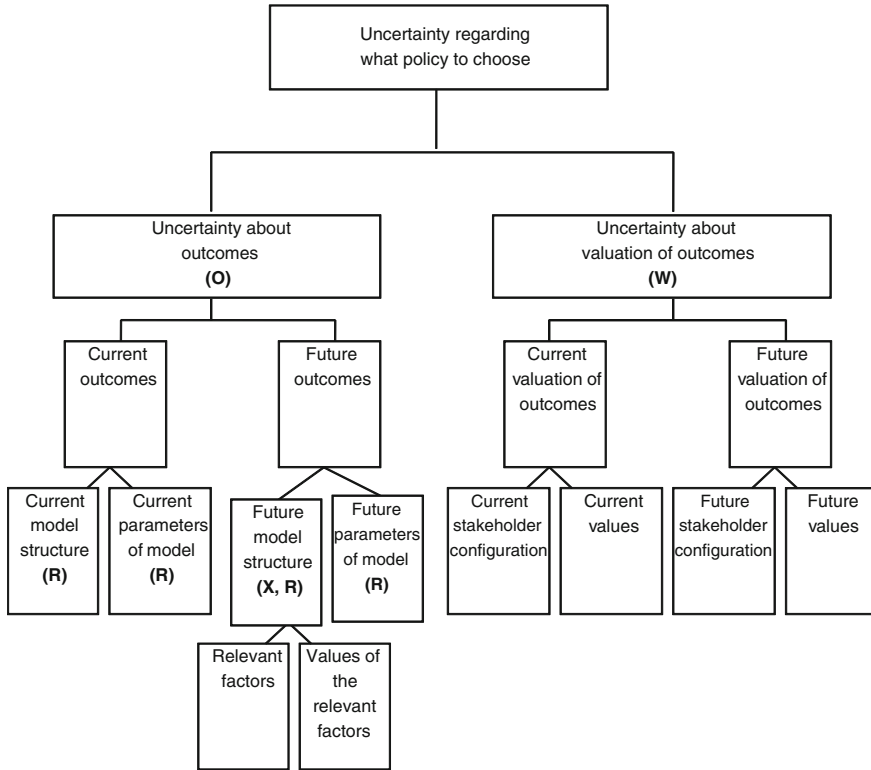 Uncertainty regarding
what policy to choose
Uncertainty about
outcomes
(O)
Uncertainty about
valuation of outcomes
(W)
Current
outcomes
Future
outcomes
Current
valuation of
outcomes
Future
valuation of
outcomes
Current
model
structure
(R)
Current
parameters
of model
(R)
Future
model
structure
(X, R)
Future
parameters
of model
(R)
Current
stakeholder
configuration
Current
values
Future
stakeholder
configuration
Future
values
Relevant
factors
Values of
the
relevant
factors